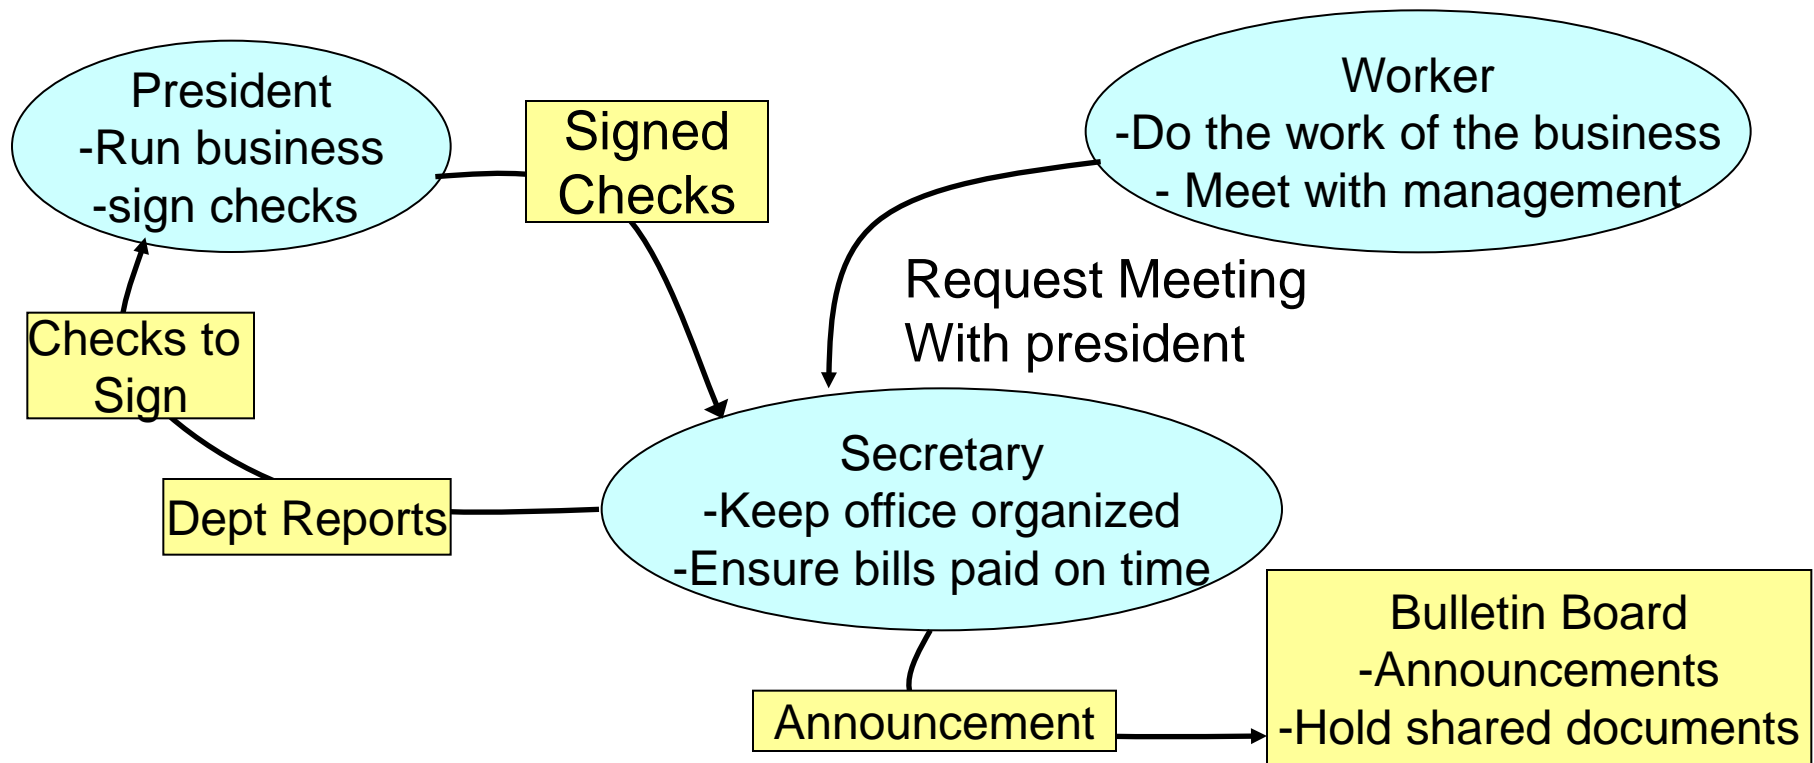 President
-Run business
-sign checks
Signed
Checks
Worker
-Do the work of the business
- Meet with management
Request Meeting
With president
Checks to
Sign
Dept Reports
Secretary
-Keep office organized
-Ensure bills paid on time
Announcement
Bulletin Board
-Announcements
-Hold shared documents